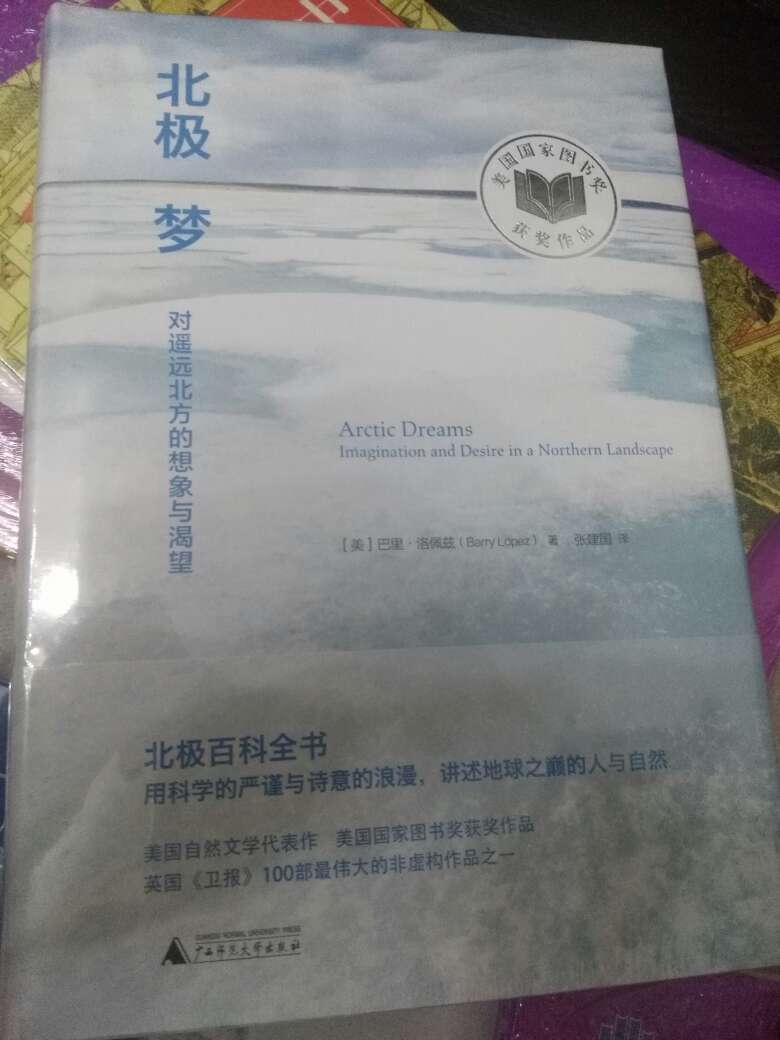 北极
梦
对遥远北方的想象与渴望
美国国家图书奖
获奖作品
Arctic Dreams
Imagination and Desire in a Northern Landscape
[美]巴里·洛佩兹(Barry López) 著 张建国 译
北极百科全书
用科学的严谨与诗意的浪漫，讲述地球之巅的人与自然
美国自然文学代表作 美国国家图书奖获奖作品
英国《卫报》100部最伟大的非虚构作品之一
GUANGXI NORMAL UNIVERSITY PRESS
广西师范大学出版社